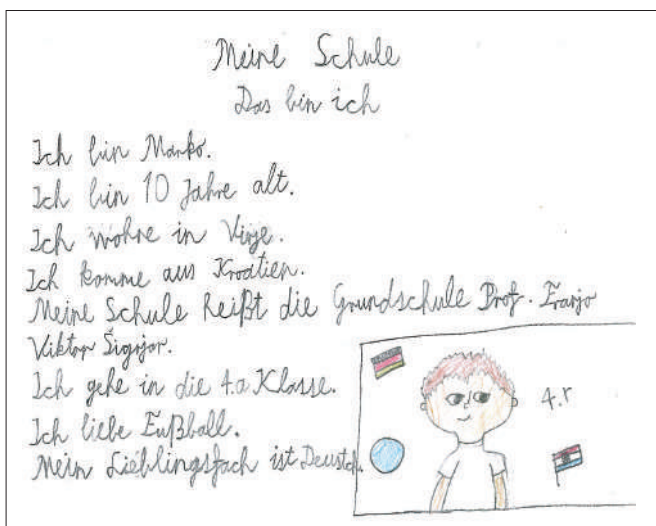 Meine Schule
Das bin ich
Ich bin Marko.
Ich bin 10 Jahre alt.
Ich wohne in Virje.
Ich komme aus Kroatien.
Meine Schule heißt die Grundschule Prof. Franjo
Viktor Šignjar.
Ich gehe in die 4.a Klasse.
Ich liebe Fußball.
Mein Lieblingsfach ist Deustch.
4.r